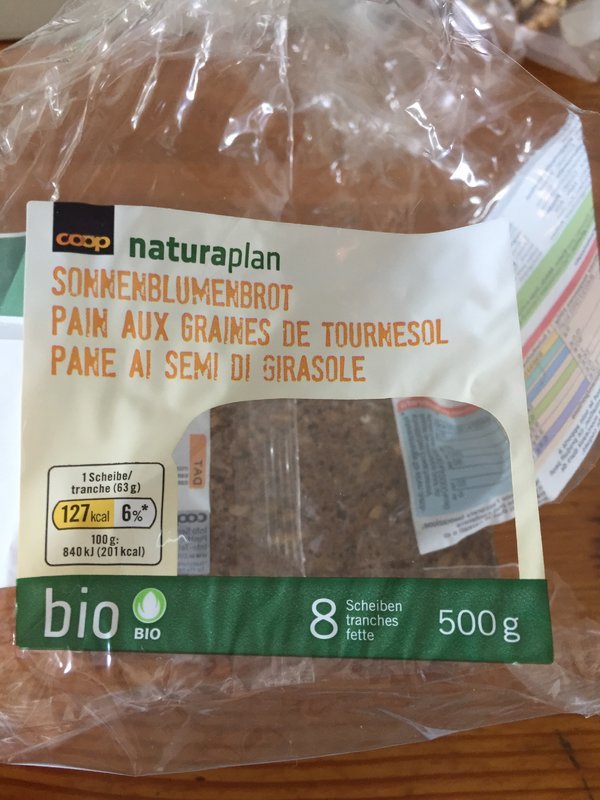 coop naturaplan
SONNENBLUMENBROT
PAIN AUX GRAINES DE TOURNESOL
PANE AI SEMI DI GIRASOLE
1 Scheibe/
tranche (63 g)
127 kcal 6%*
100 g:
840 kJ (201 kcal)
bio BIO
8 Scheiben
tranches
fette
500 g